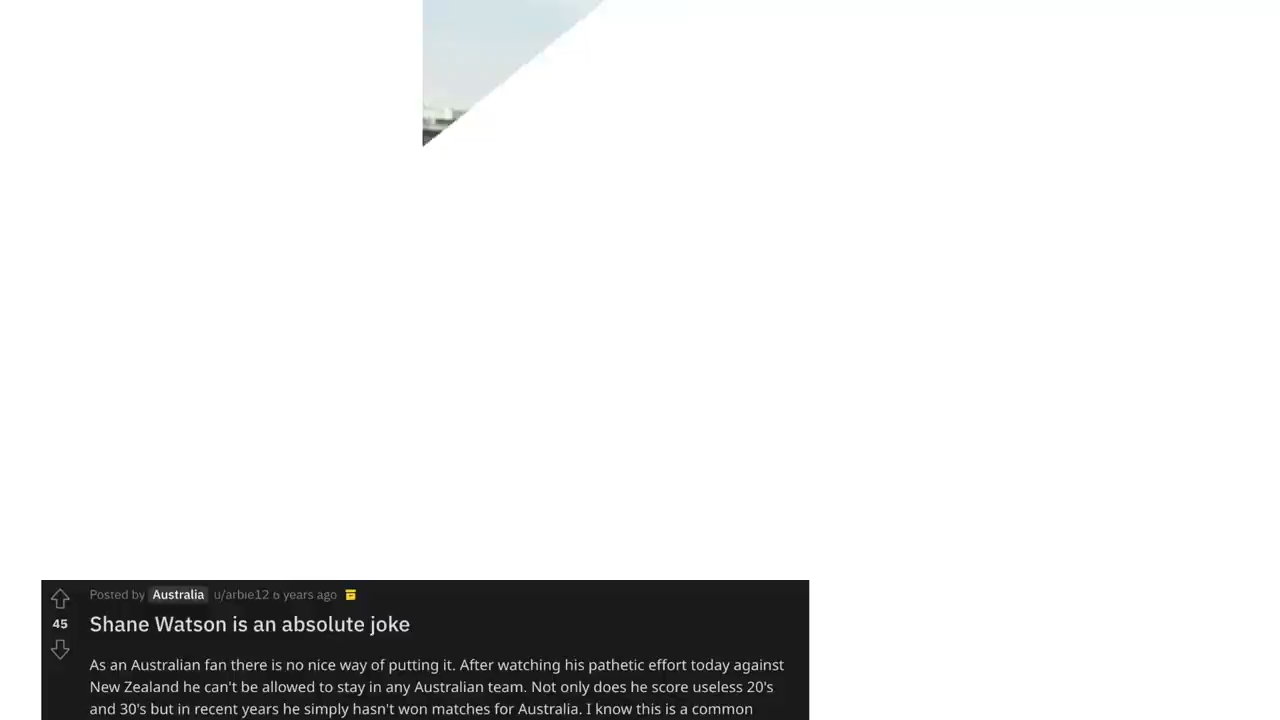 Posted by Australia u/arbie12 6 years ago
45
Shane Watson is an absolute joke
As an Australian fan there is no nice way of putting it. After watching his pathetic effort today against
New Zealand he can't be allowed to stay in any Australian team. Not only does he score useless 20's
and 30's but in recent years he simply hasn't won matches for Australia. I know this is a common